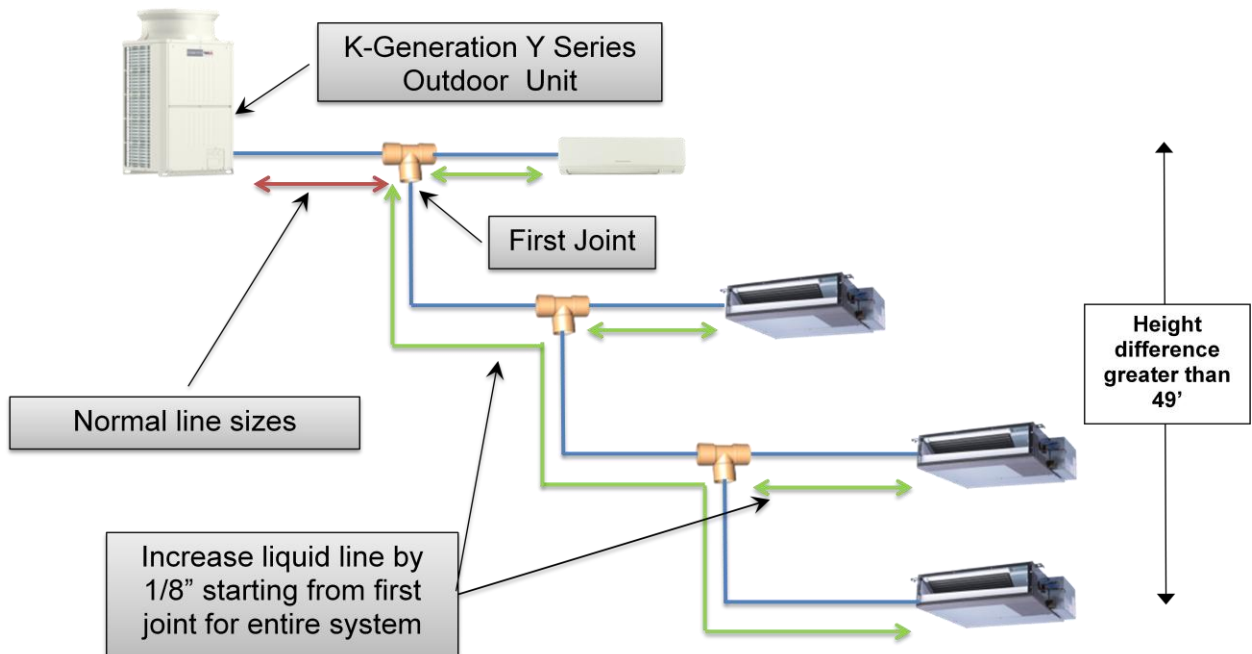 K-Generation Y Series
Outdoor Unit
First Joint
Normal line sizes
Height
difference
greater than
49’
Increase liquid line by
1/8” starting from first
joint for entire system